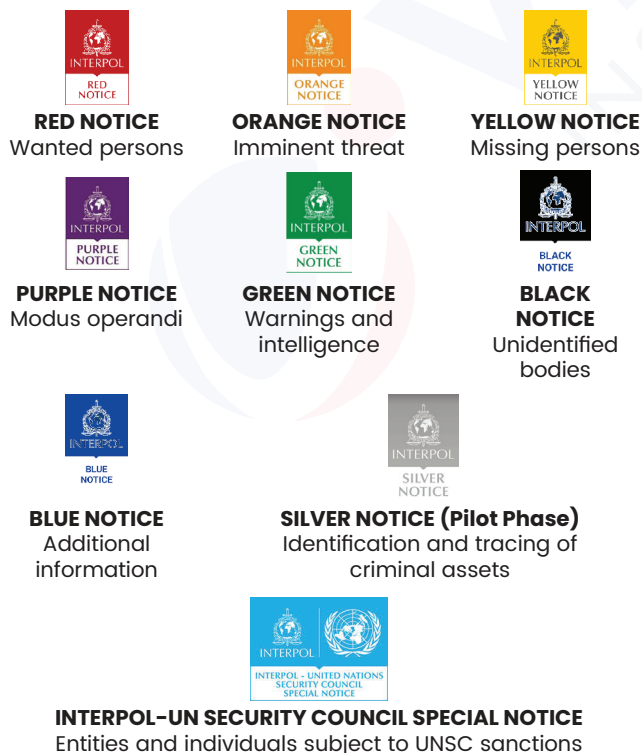 INTERPOL
RED
NOTICE
RED NOTICE
Wanted persons
INTERPOL
ORANGE
NOTICE
ORANGE NOTICE
Imminent threat
INTERPOL
YELLOW
NOTICE
YELLOW NOTICE
Missing persons
INTERPOL
PURPLE
NOTICE
PURPLE NOTICE
Modus operandi
INTERPOL
GREEN
NOTICE
GREEN NOTICE
Warnings and
intelligence
INTERPOL
BLACK
NOTICE
BLACK
NOTICE
Unidentified
bodies
INTERPOL
BLUE
NOTICE
BLUE NOTICE
Additional
information
INTERPOL
SILVER
NOTICE
SILVER NOTICE (Pilot Phase)
Identification and tracing of
criminal assets
INTERPOL
INTERPOL - UNITED NATIONS
SECURITY COUNCIL
SPECIAL NOTICE
INTERPOL-UN SECURITY COUNCIL SPECIAL NOTICE
Entities and individuals subject to UNSC sanctions